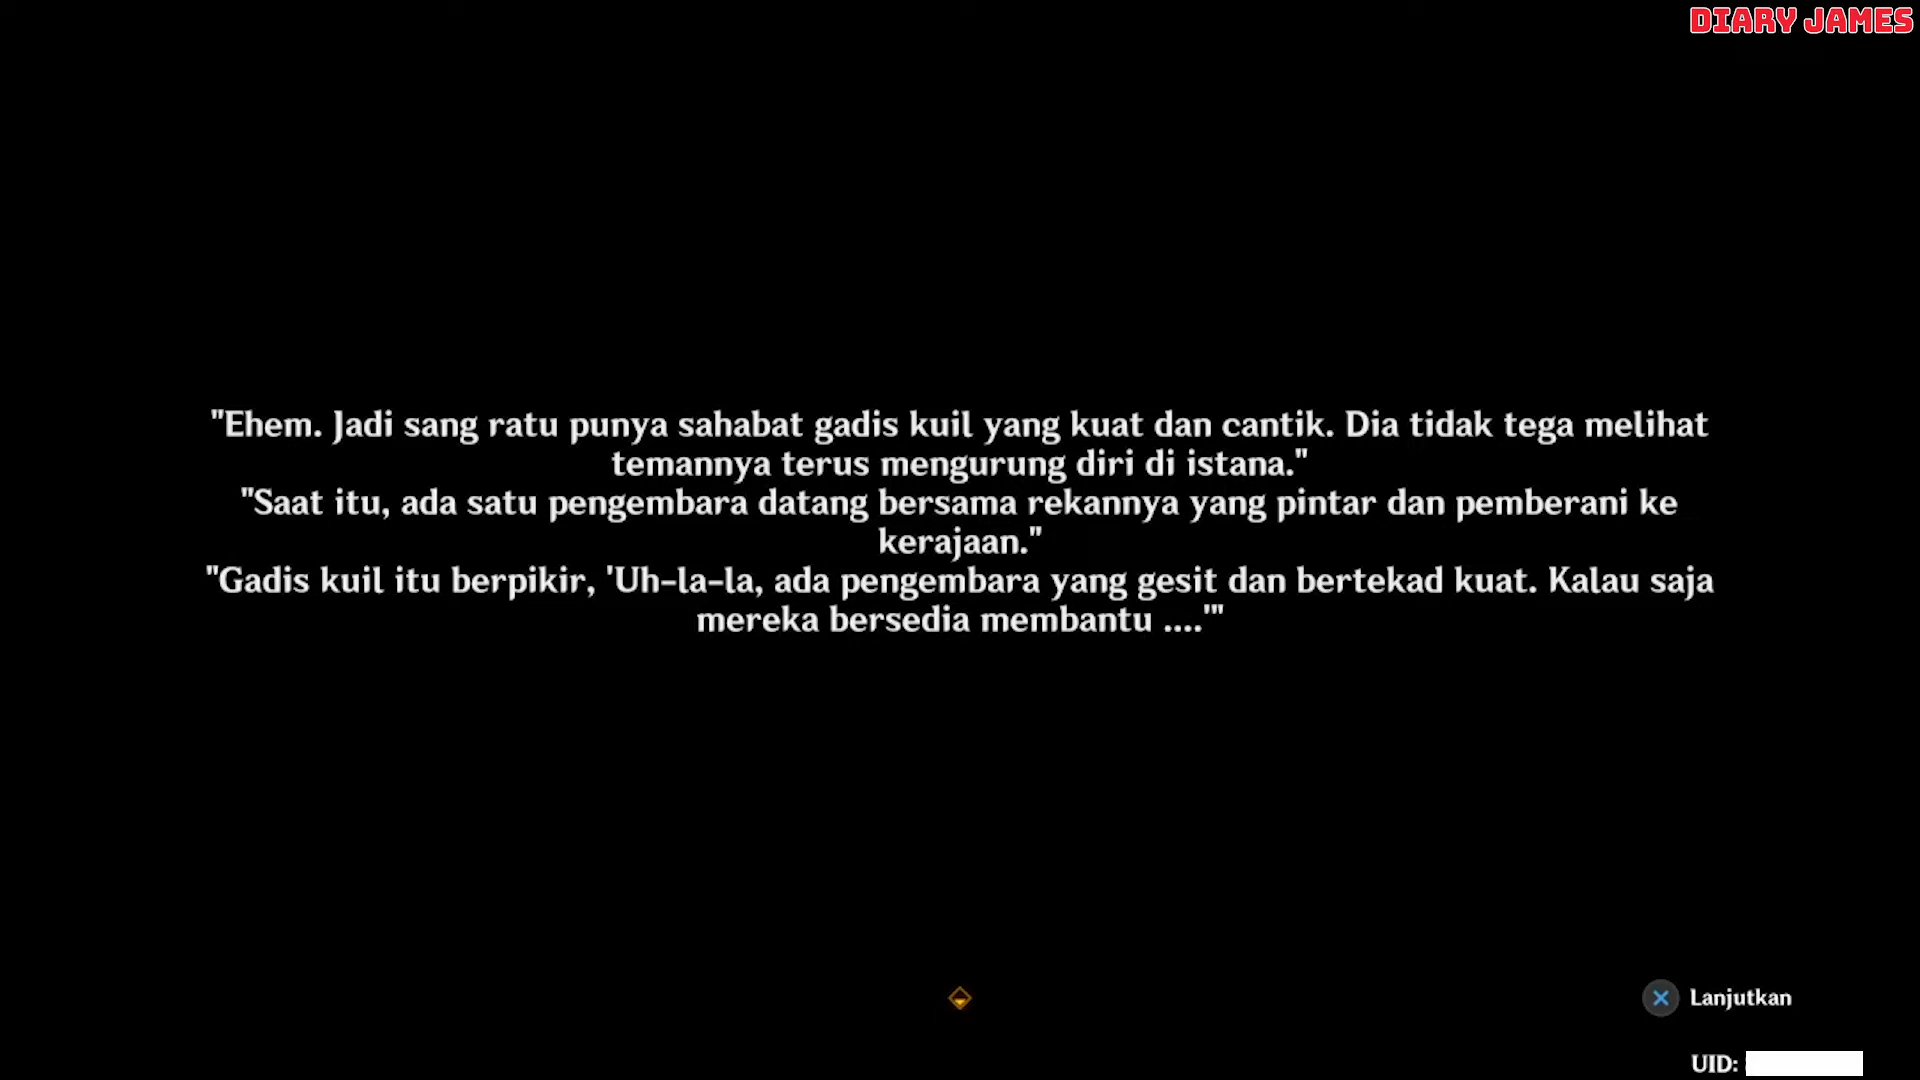 DIARY JAMES
"Ehem. Jadi sang ratu punya sahabat gadis kuil yang kuat dan cantik. Dia tidak tega melihat
temannya terus mengurung diri di istana."
"Saat itu, ada satu pengembara datang bersama rekannya yang pintar dan pemberani ke
kerajaan."
"Gadis kuil itu berpikir, 'Uh-la-la, ada pengembara yang gesit dan bertekad kuat. Kalau saja
mereka bersedia membantu ....'"
Lanjutkan
UID: